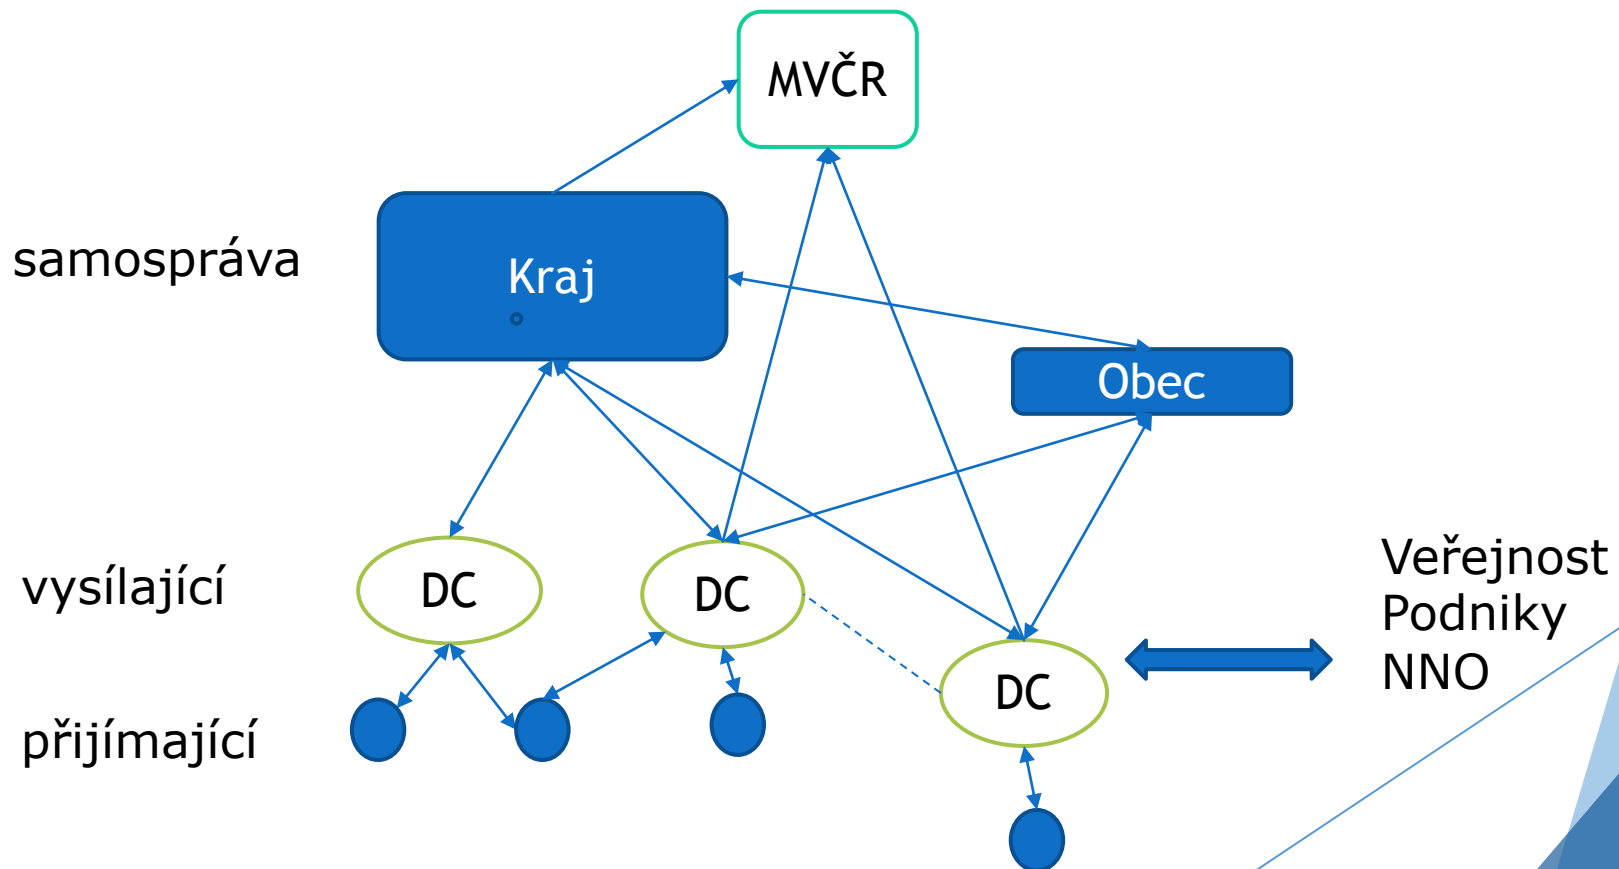 MVČR
samospráva
Kraj
Obec
vysílající
DC
DC
DC
Veřejnost
Podniky
NNO
přijímající